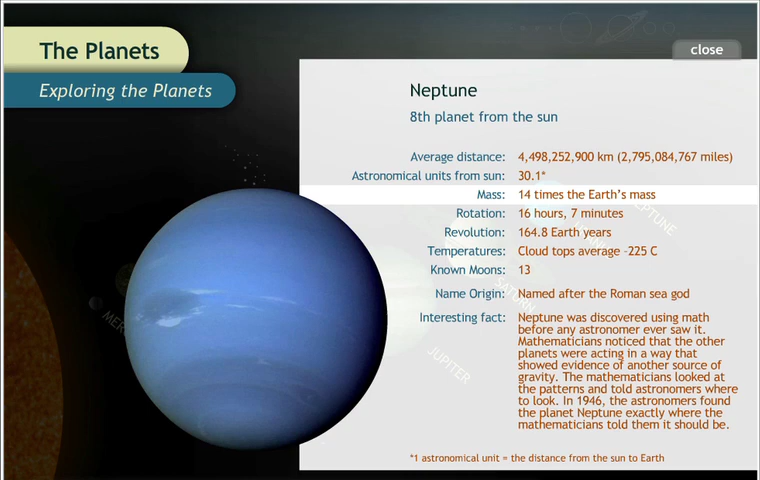 The Planets
Exploring the Planets
close
Neptune
8th planet from the sun
Average distance: 4,498,252,900 km (2,795,084,767 miles)
Astronomical units from sun: 30.1*
Mass: 14 times the Earth's mass
Rotation: 16 hours, 7 minutes
Revolution: 164.8 Earth years
Temperatures: Cloud tops average -225 C
Known Moons: 13
Name Origin: Named after the Roman sea god
Interesting fact: Neptune was discovered using math
before any astronomer ever saw it.
Mathematicians noticed that the other
planets were acting in a way that
showed evidence of another source of
gravity. The mathematicians looked at
the patterns and told astronomers where
to look. In 1946, the astronomers found
the planet Neptune exactly where the
mathematicians told them it should be.
*1 astronomical unit = the distance from the sun to Earth
NEPTUNE
SATURN
JUPITER